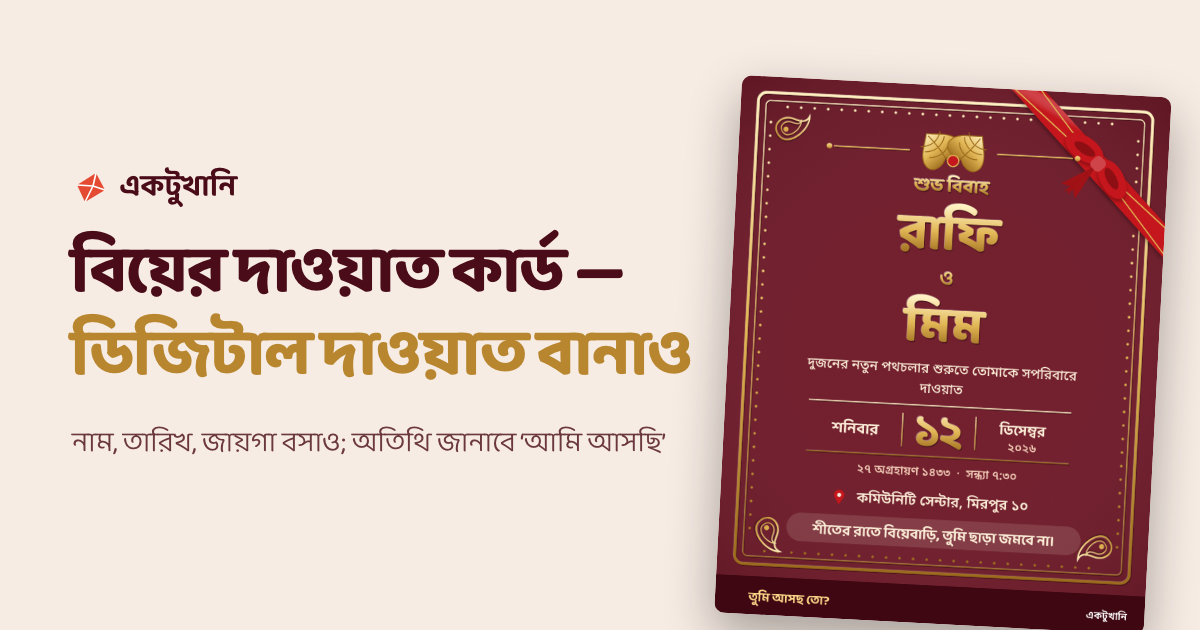 একটুখানি
বিয়ের দাওয়াত কার্ড —
ডিজিটাল দাওয়াত বানাও
নাম, তারিখ, জায়গা বসাও; অতিথি জানাবে ‘আমি আসছি’
শুভ বিবাহ
রাফি
ও
মিম
দুজনের নতুন পথচলার শুরুতে তোমাকে সপরিবারে
দাওয়াত
শনিবার
১২
ডিসেম্বর
২০২৬
২৭ অগ্রহায়ণ ১৪৩৩ · সন্ধ্যা ৭:৩০
কমিউনিটি সেন্টার, মিরপুর ১০
শীতের রাতে বিয়েবাড়ি, তুমি ছাড়া জমবে না।
তুমি আসছ তো?
একটুখানি